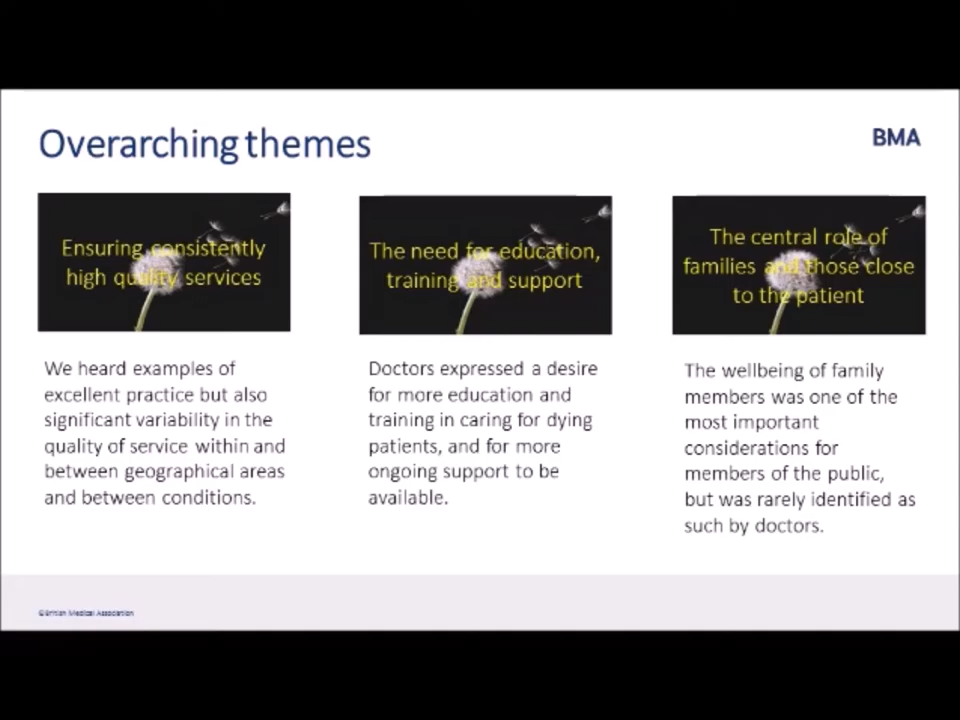 Overarching themes
BMA
Ensuring consistently
high quality services
We heard examples of
excellent practice but also
significant variability in the
quality of service within and
between geographical areas
and between conditions.
The need for education,
training and support
Doctors expressed a desire
for more education and
training in caring for dying
patients, and for more
ongoing support to be
available.
The central role of
families and those close
to the patient
The wellbeing of family
members was one of the
most important
considerations for
members of the public,
but was rarely identified as
such by doctors.
©British Medical Association